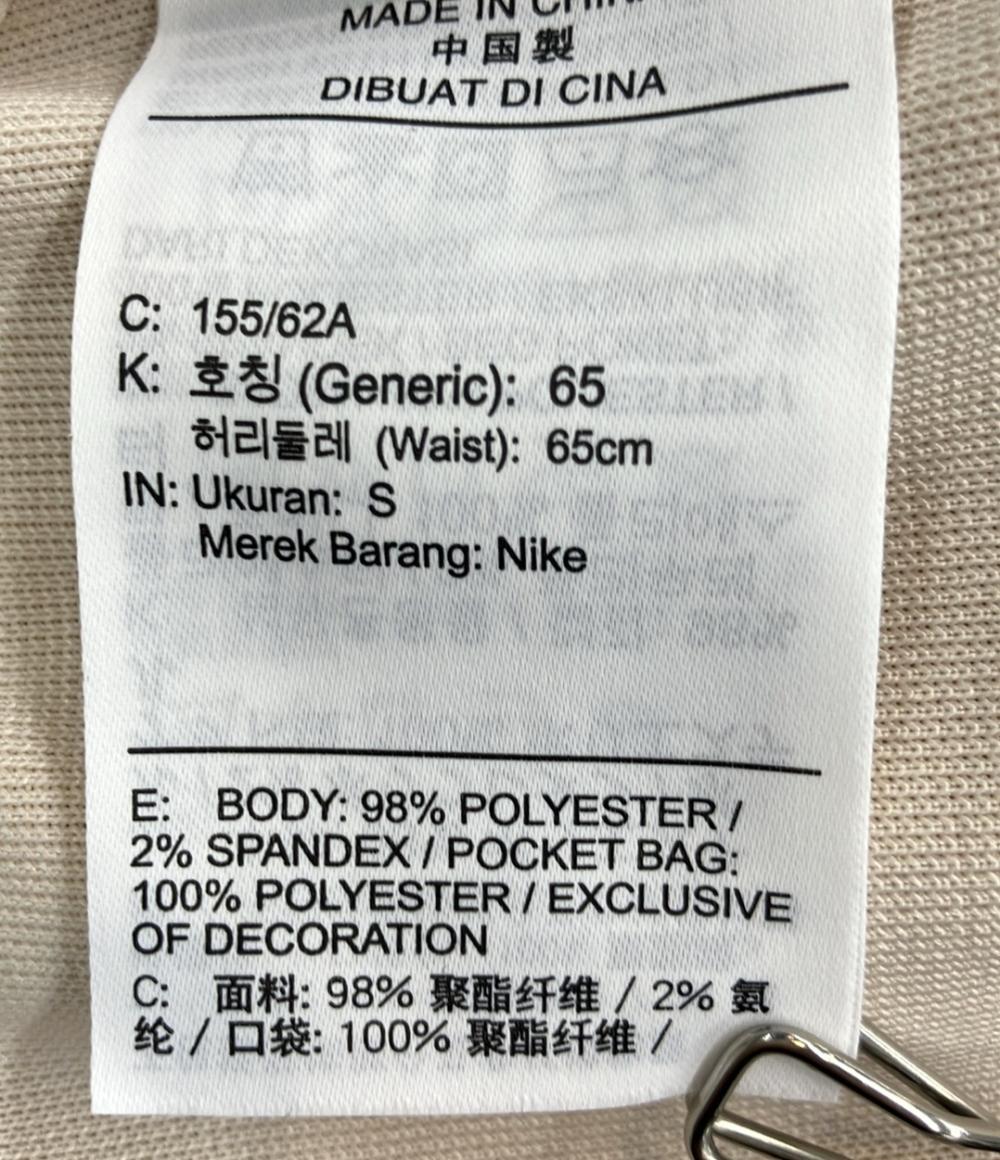 MADE IN
中国製
DIBUAT DI CINA
C: 155/62A
K: 호칭 (Generic): 65
허리둘레 (Waist): 65cm
IN: Ukuran: S
Merek Barang: Nike
E: BODY: 98% POLYESTER /
2% SPANDEX / POCKET BAG:
100% POLYESTER / EXCLUSIVE
OF DECORATION
C: 面料: 98% 聚酯纤维 / 2% 氨
纶 / 口袋: 100% 聚酯纤维 /